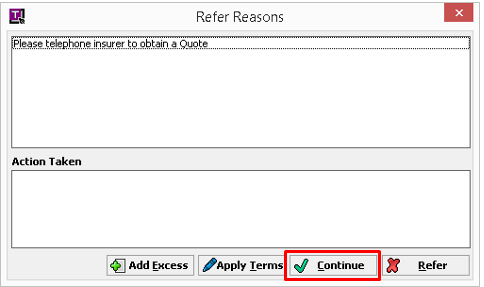 Refer Reasons
Please telephone insurer to obtain a Quote
Action Taken
Add Excess
Apply Terms
Continue
Refer